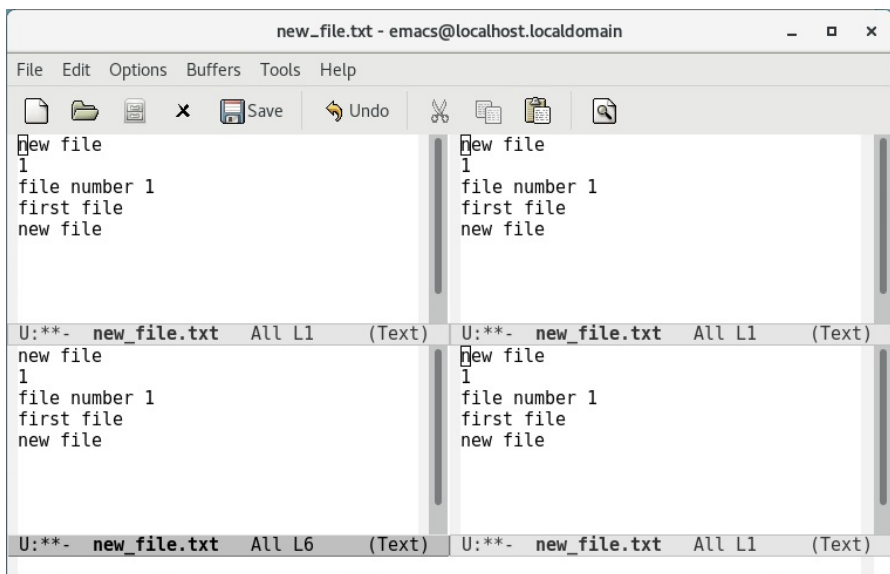 new_file.txt - emacs@localhost.localdomain
File Edit Options Buffers Tools Help
Save Undo
new file
1
file number 1
first file
new file
U:**- new_file.txt All L1 (Text)
new file
1
file number 1
first file
new file
U:**- new_file.txt All L1 (Text)
new file
1
file number 1
first file
new file
U:**- new_file.txt All L6 (Text)
new file
1
file number 1
first file
new file
U:**- new_file.txt All L1 (Text)